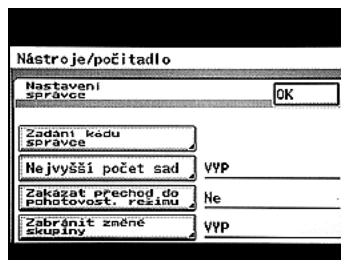 Nástroje/počitadlo
Nastavení
správce
OK
Zadání kódu
správce
Nejvyšší počet sad
VYP
Zakázat přechod do
pohotovost. režimu
Ne
Zabránit změně
skupiny
VYP